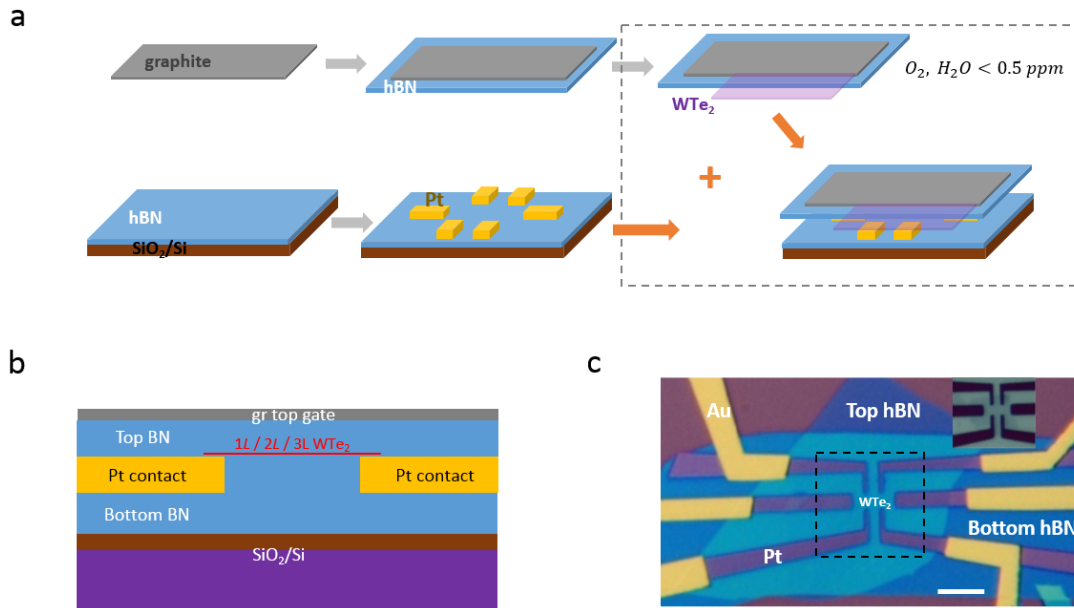 a
graphite
hBN
WTe₂
O₂, H₂O < 0.5 ppm
hBN
SiO₂/Si
Pt
+
b
gr top gate
Top BN
1L / 2L / 3L WTe₂
Pt contact
Pt contact
Bottom BN
SiO₂/Si
c
Au
Top hBN
WTe₂
Bottom hBN
Pt